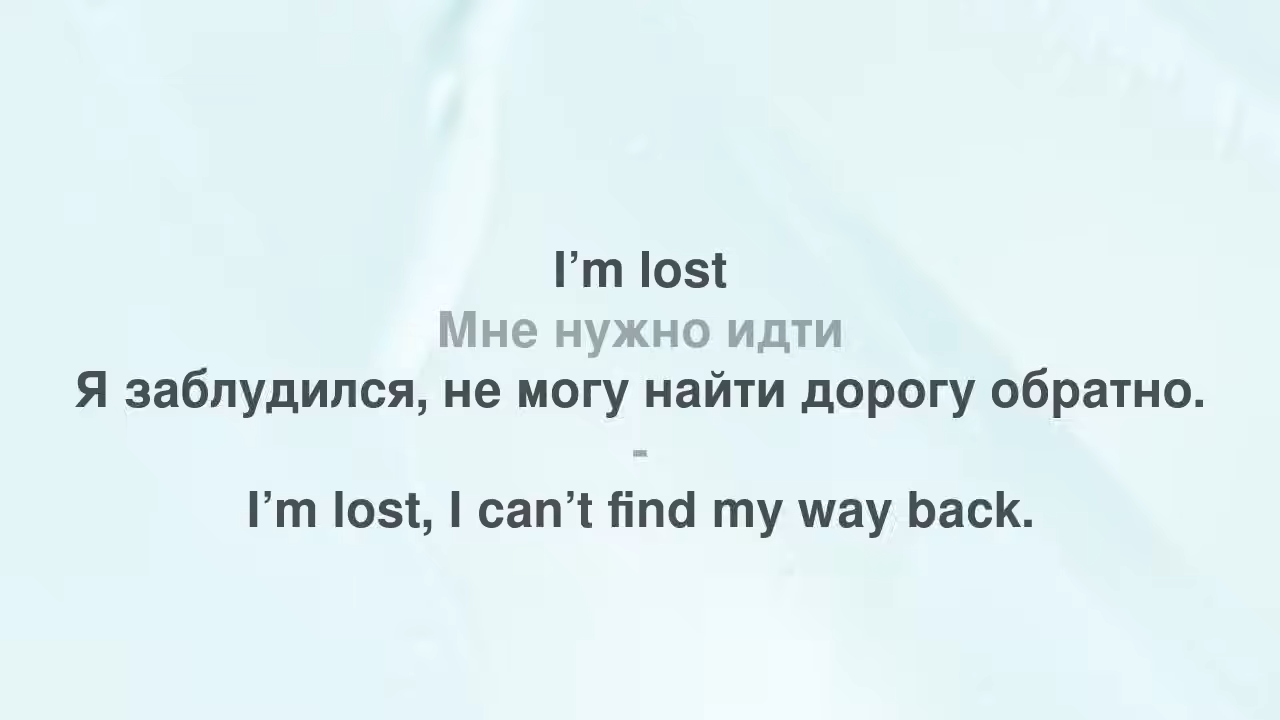 I’m lost
Мне нужно идти
Я заблудился, не могу найти дорогу обратно.
-
I’m lost, I can’t find my way back.